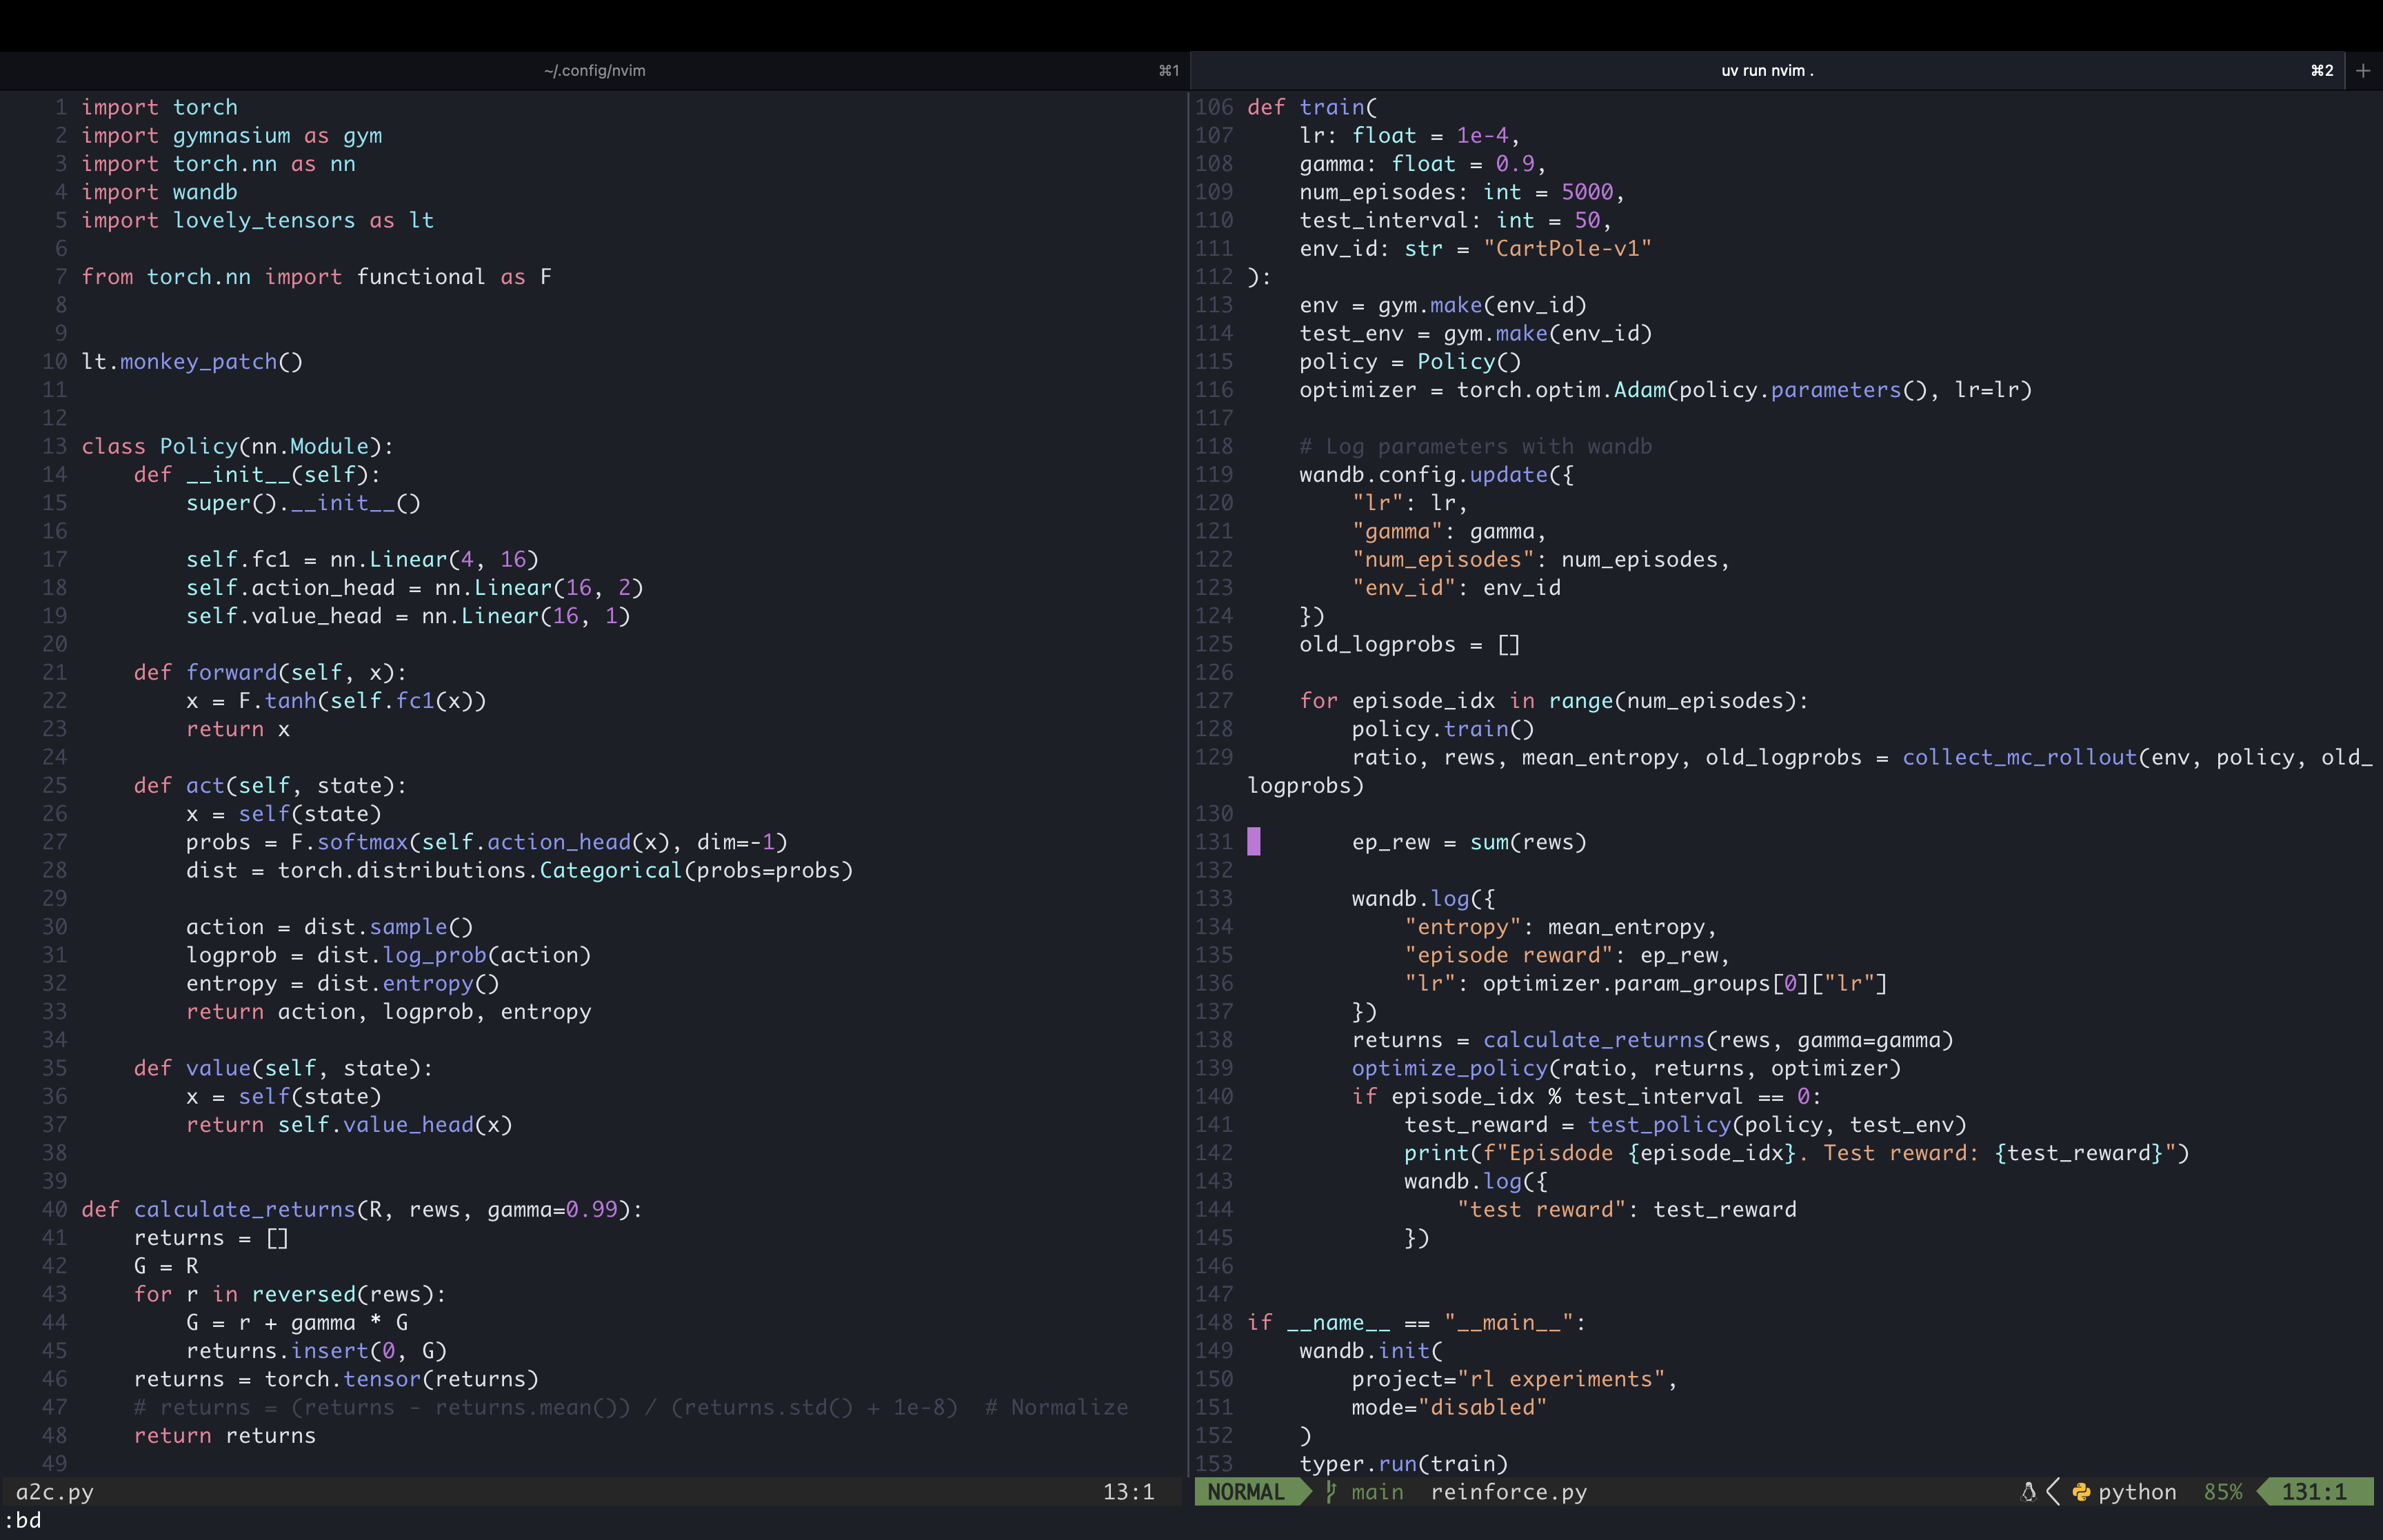 ~/.config/nvim ⌘1
uv run nvim . ⌘2 +
1 import torch
2 import gymnasium as gym
3 import torch.nn as nn
4 import wandb
5 import lovely_tensors as lt
6
7 from torch.nn import functional as F
8
9
10 lt.monkey_patch()
11
12
13 class Policy(nn.Module):
14     def __init__(self):
15         super().__init__()
16
17         self.fc1 = nn.Linear(4, 16)
18         self.action_head = nn.Linear(16, 2)
19         self.value_head = nn.Linear(16, 1)
20
21     def forward(self, x):
22         x = F.tanh(self.fc1(x))
23         return x
24
25     def act(self, state):
26         x = self(state)
27         probs = F.softmax(self.action_head(x), dim=-1)
28         dist = torch.distributions.Categorical(probs=probs)
29
30         action = dist.sample()
31         logprob = dist.log_prob(action)
32         entropy = dist.entropy()
33         return action, logprob, entropy
34
35     def value(self, state):
36         x = self(state)
37         return self.value_head(x)
38
39
40 def calculate_returns(R, rews, gamma=0.99):
41     returns = []
42     G = R
43     for r in reversed(rews):
44         G = r + gamma * G
45         returns.insert(0, G)
46     returns = torch.tensor(returns)
47     # returns = (returns - returns.mean()) / (returns.std() + 1e-8)  # Normalize
48     return returns
49
a2c.py 13:1
106 def train(
107     lr: float = 1e-4,
108     gamma: float = 0.9,
109     num_episodes: int = 5000,
110     test_interval: int = 50,
111     env_id: str = "CartPole-v1"
112 ):
113     env = gym.make(env_id)
114     test_env = gym.make(env_id)
115     policy = Policy()
116     optimizer = torch.optim.Adam(policy.parameters(), lr=lr)
117
118     # Log parameters with wandb
119     wandb.config.update({
120         "lr": lr,
121         "gamma": gamma,
122         "num_episodes": num_episodes,
123         "env_id": env_id
124     })
125     old_logprobs = []
126
127     for episode_idx in range(num_episodes):
128         policy.train()
129         ratio, rews, mean_entropy, old_logprobs = collect_mc_rollout(env, policy, old_
logprobs)
130
131         ep_rew = sum(rews)
132
133         wandb.log({
134             "entropy": mean_entropy,
135             "episode reward": ep_rew,
136             "lr": optimizer.param_groups[0]["lr"]
137         })
138         returns = calculate_returns(rews, gamma=gamma)
139         optimize_policy(ratio, returns, optimizer)
140         if episode_idx % test_interval == 0:
141             test_reward = test_policy(policy, test_env)
142             print(f"Episdode {episode_idx}. Test reward: {test_reward}")
143             wandb.log({
144                 "test reward": test_reward
145             })
146
147
148 if __name__ == "__main__":
149     wandb.init(
150         project="rl experiments",
151         mode="disabled"
152     )
153     typer.run(train)
NORMAL main reinforce.py python 85% 131:1
:bd